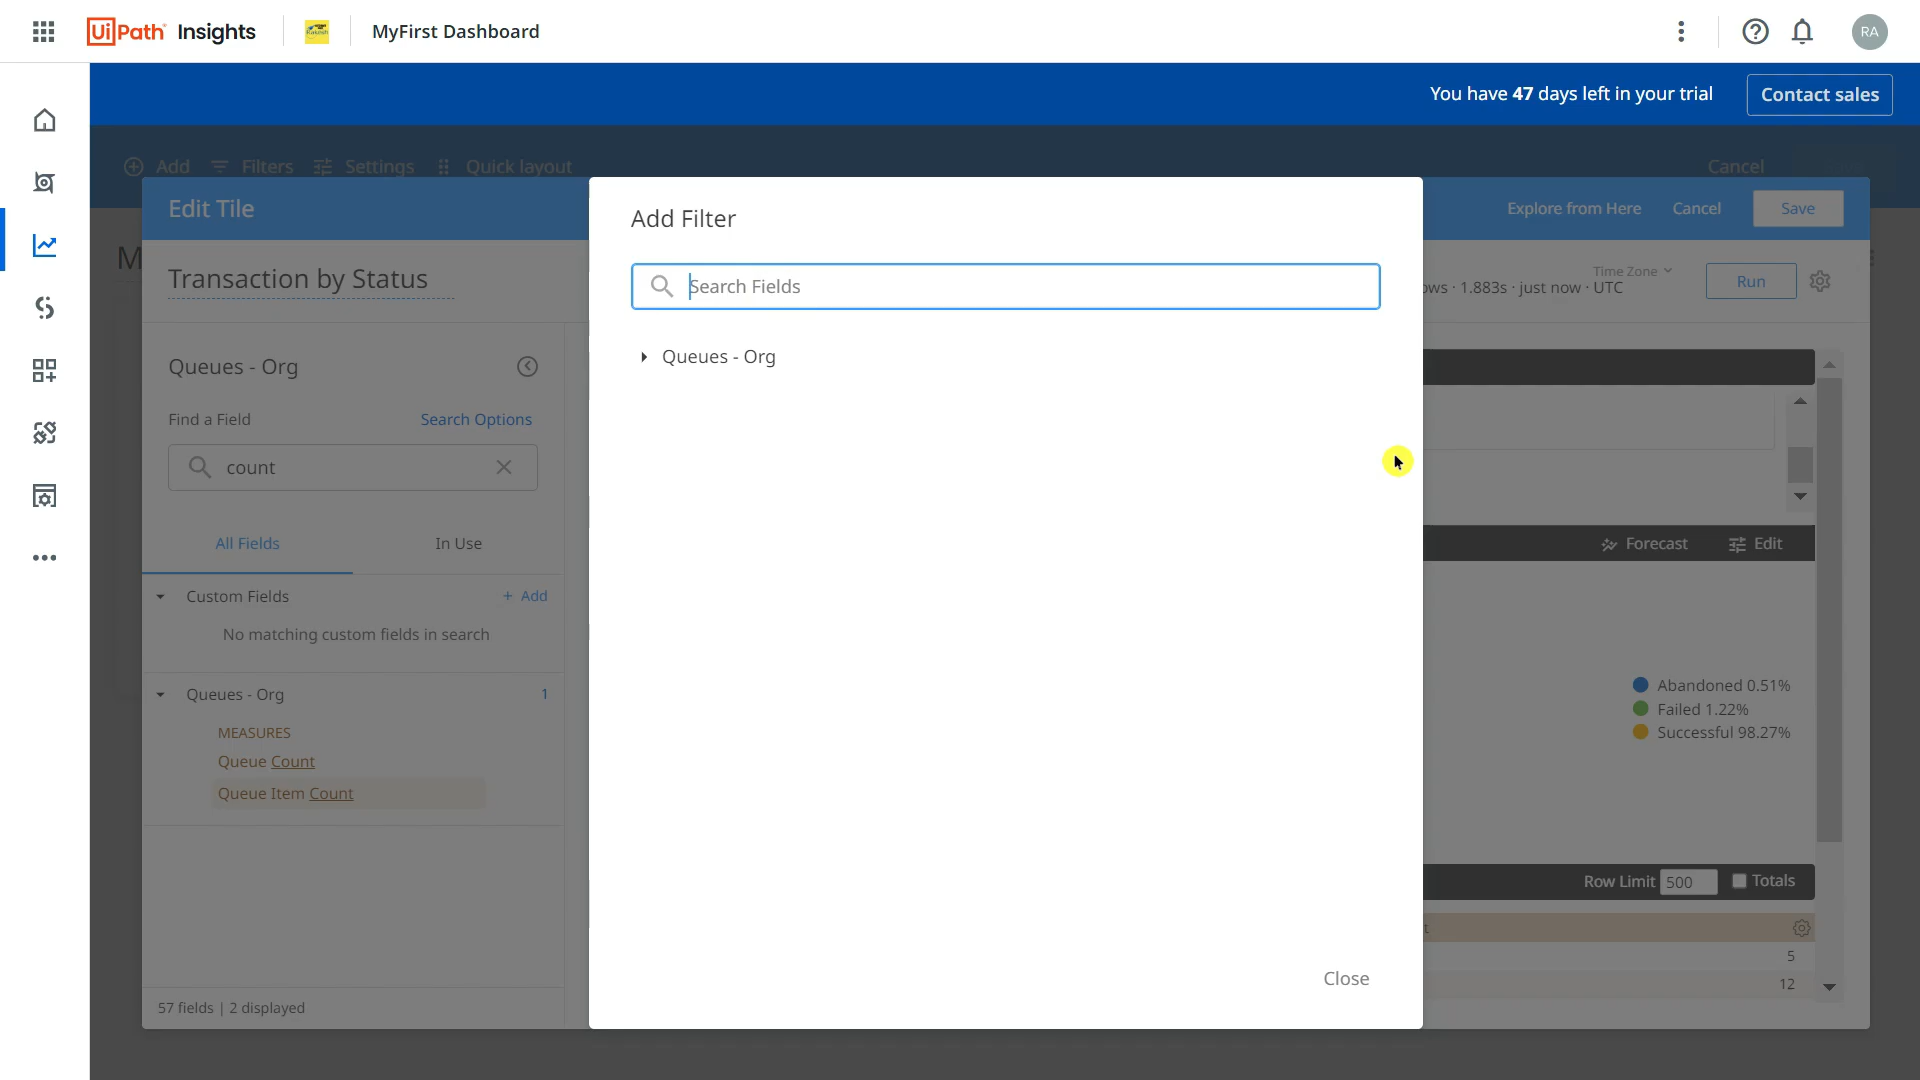 UiPath Insights
Rakesh
MyFirst Dashboard
RA
You have 47 days left in your trial
Contact sales
Add
Filters
Settings
Quick layout
Cancel
M
Edit Tile
Explore from Here
Cancel
Save
Transaction by Status
ows · 1.883s · just now ·
Time Zone
UTC
Run
Queues - Org
Find a Field
Search Options
count
All Fields
In Use
Custom Fields
+ Add
No matching custom fields in search
Queues - Org
1
MEASURES
Queue Count
Queue Item Count
57 fields | 2 displayed
Add Filter
Search Fields
Queues - Org
Close
Forecast
Edit
Abandoned 0.51%
Failed 1.22%
Successful 98.27%
Row Limit 500
Totals
t
5
12